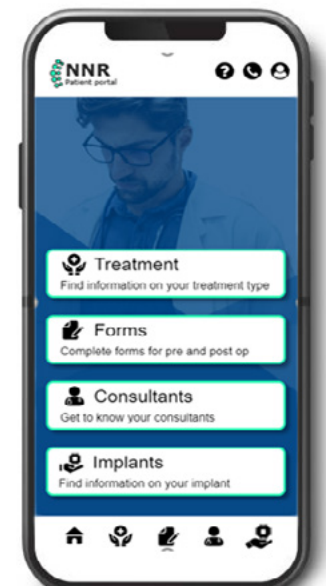 NNR
Patient portal
Treatment
Find information on your treatment type
Forms
Complete forms for pre and post op
Consultants
Get to know your consultants
Implants
Find information on your implant